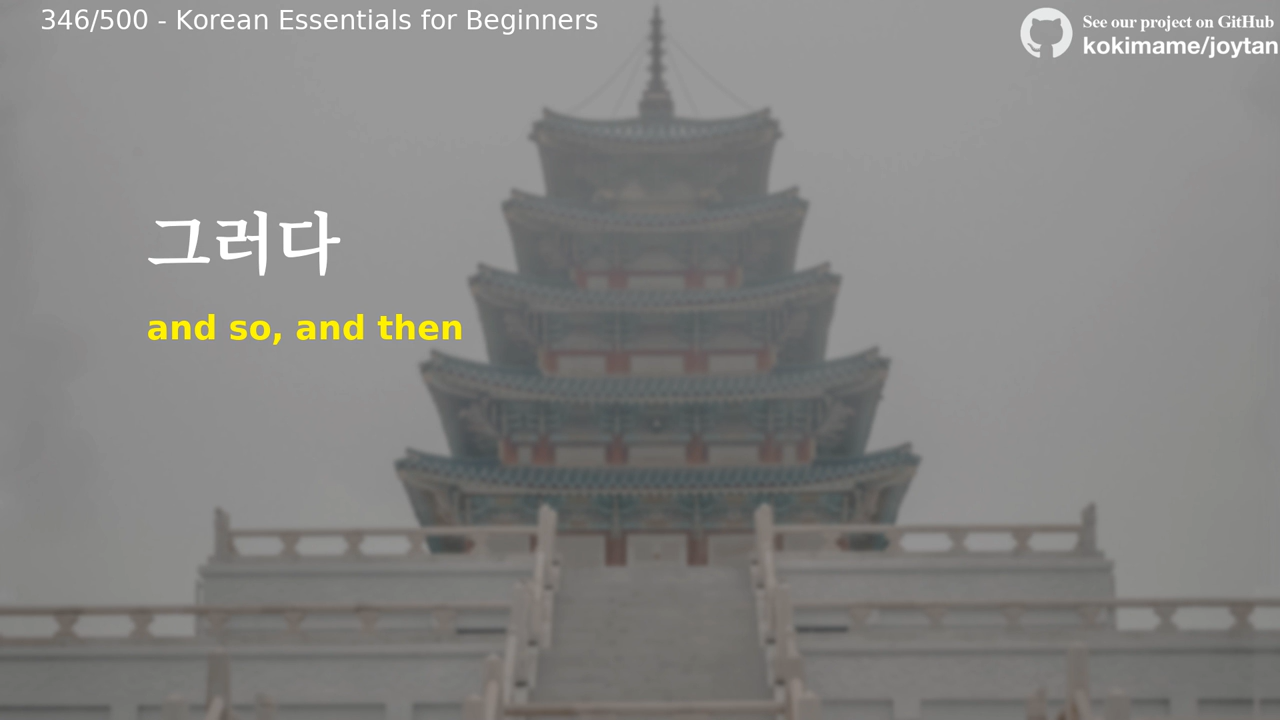 346/500 - Korean Essentials for Beginners
See our project on GitHub
kokimame/joytan
그러다
and so, and then